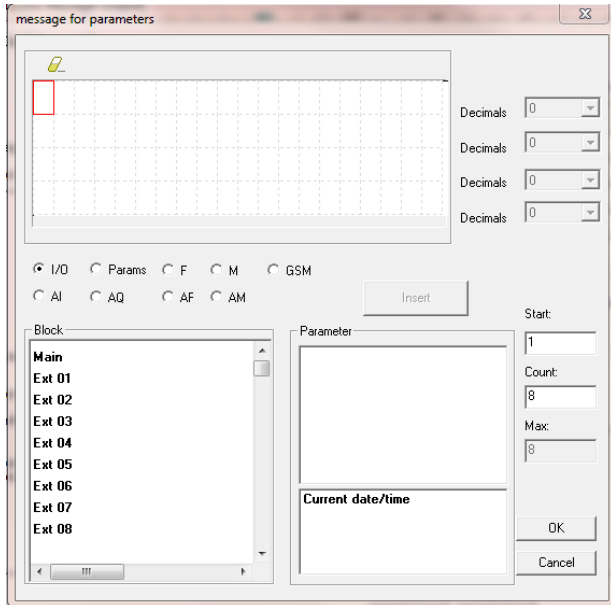 message for parameters
Decimals 0
Decimals 0
Decimals 0
Decimals 0
I/O Params F M GSM
AI AQ AF AM
Insert
Start:
1
Count:
8
Max:
8
Block
Main
Ext 01
Ext 02
Ext 03
Ext 04
Ext 05
Ext 06
Ext 07
Ext 08
Parameter
Current date/time
OK
Cancel